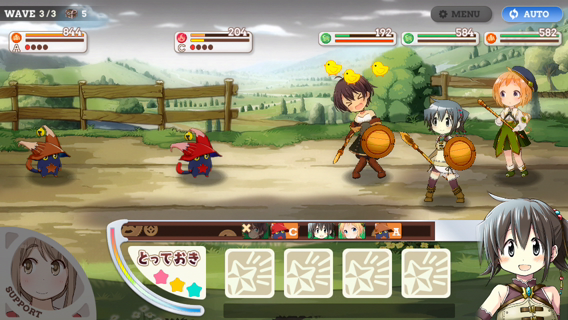 WAVE 3/3 5
MENU
AUTO
844
204
192
584
582
A
C
C
A
とっておき
SUPPORT